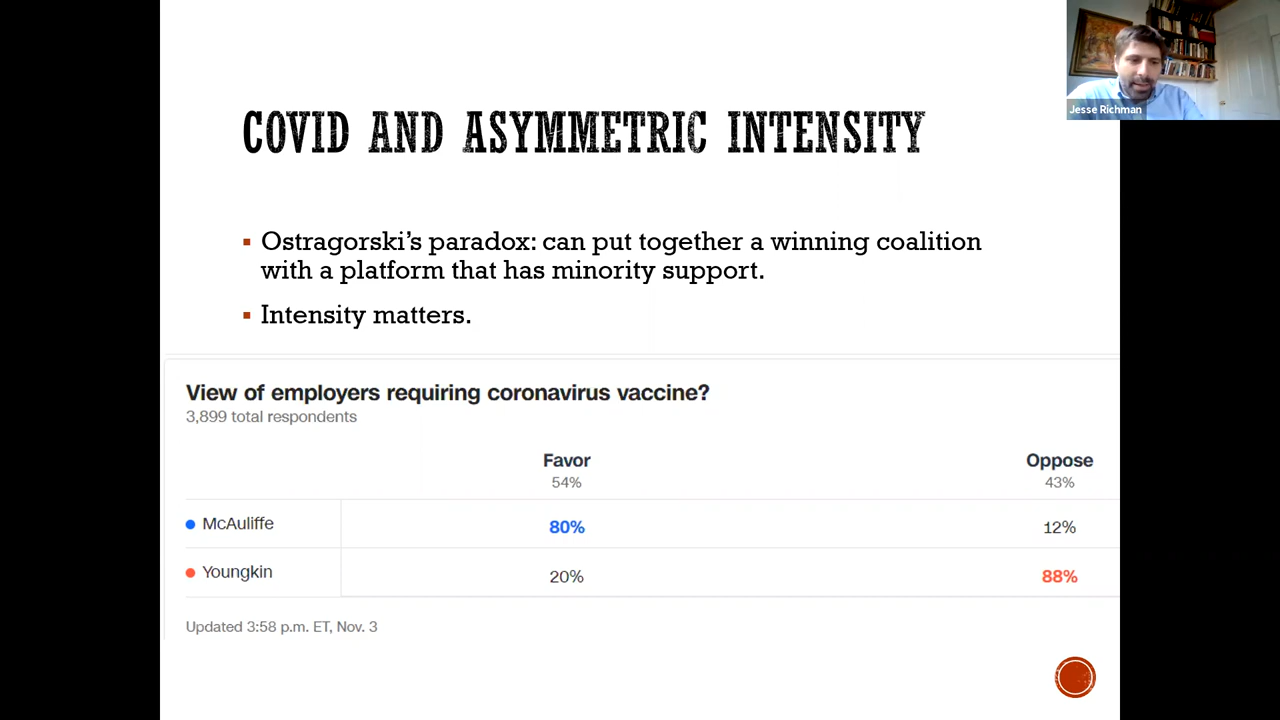 Jesse Richman
COVID AND ASYMMETRIC INTENSITY
Ostragorski's paradox: can put together a winning coalition
with a platform that has minority support.
Intensity matters.
View of employers requiring coronavirus vaccine?
3,899 total respondents
Favor Oppose
54% 43%
McAuliffe 80% 12%
Youngkin 20% 88%
Updated 3:58 p.m. ET, Nov. 3